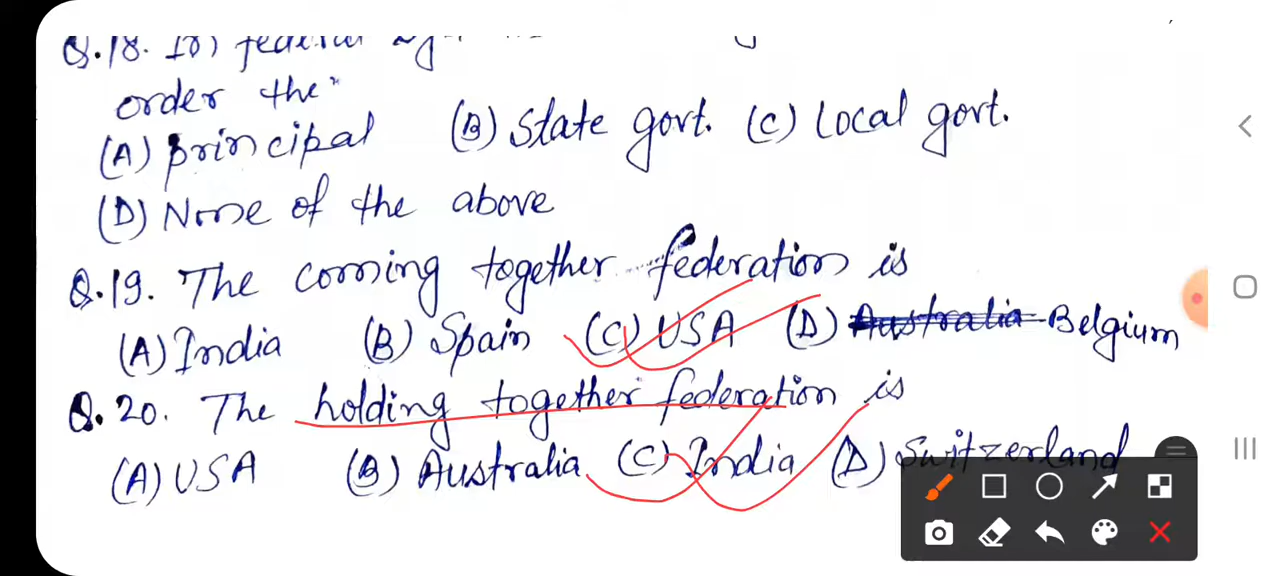 Q.18.
order the"
(A) principal (B) State govt. (C) Local govt.
(D) None of the above
Q.19. The coming together federation is
(A) India (B) Spain (C) USA (D) Australia Belgium
Q.20. The holding together federation is
(A) USA (B) Australia (C) India (D) Switzerland